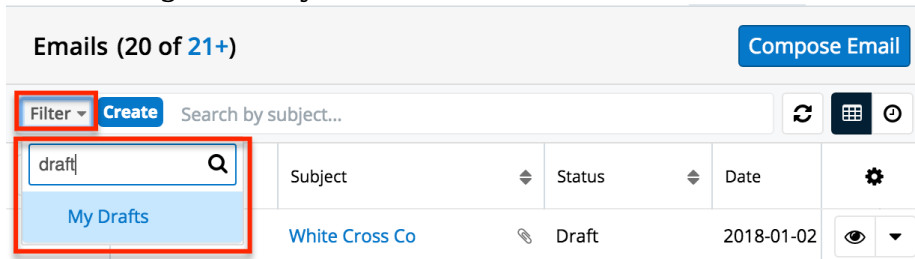 Emails (20 of 21+)
Compose Email
Filter
Create
Search by subject...
draft
My Drafts
Subject
Status
Date
White Cross Co
Draft
2018-01-02